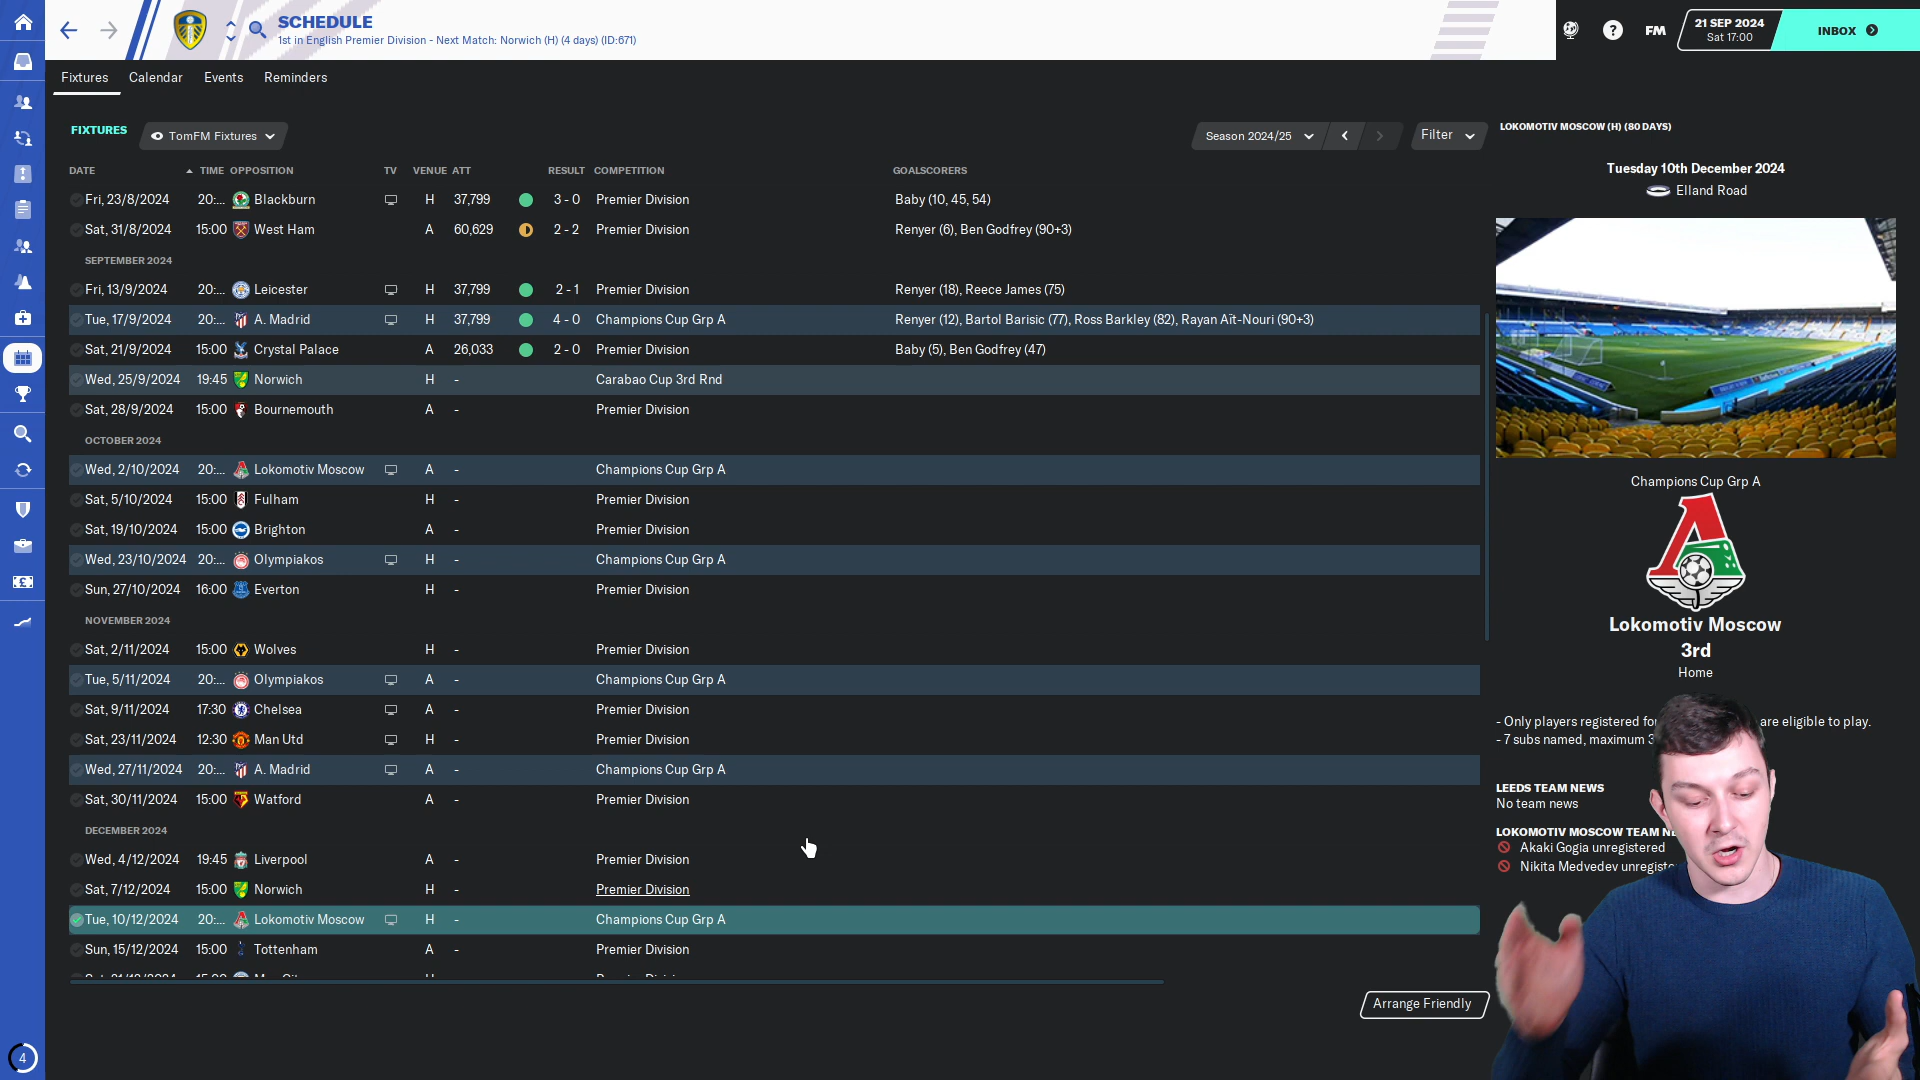 SCHEDULE
1st in English Premier Division - Next Match: Norwich (H) (4 days) (ID:671)
?
FM
21 SEP 2024
Sat 17:00
INBOX
Fixtures Calendar Events Reminders
FIXTURES
TomFM Fixtures
Season 2024/25
Filter
DATE TIME OPPOSITION TV VENUE ATT RESULT COMPETITION GOALSCORERS
Fri, 23/8/2024 20:... Blackburn H 37,799 3 - 0 Premier Division Baby (10, 45, 54)
Sat, 31/8/2024 15:00 West Ham A 60,629 2 - 2 Premier Division Renyer (6), Ben Godfrey (90+3)
SEPTEMBER 2024
Fri, 13/9/2024 20:... Leicester H 37,799 2 - 1 Premier Division Renyer (18), Reece James (75)
Tue, 17/9/2024 20:... A. Madrid H 37,799 4 - 0 Champions Cup Grp A Renyer (12), Bartol Barisic (77), Ross Barkley (82), Rayan Aït-Nouri (90+3)
Sat, 21/9/2024 15:00 Crystal Palace A 26,033 2 - 0 Premier Division Baby (5), Ben Godfrey (47)
Wed, 25/9/2024 19:45 Norwich H - Carabao Cup 3rd Rnd
Sat, 28/9/2024 15:00 Bournemouth A - Premier Division
OCTOBER 2024
Wed, 2/10/2024 20:... Lokomotiv Moscow A - Champions Cup Grp A
Sat, 5/10/2024 15:00 Fulham H - Premier Division
Sat, 19/10/2024 15:00 Brighton A - Premier Division
Wed, 23/10/2024 20:... Olympiakos H - Champions Cup Grp A
Sun, 27/10/2024 16:00 Everton H - Premier Division
NOVEMBER 2024
Sat, 2/11/2024 15:00 Wolves H - Premier Division
Tue, 5/11/2024 20:... Olympiakos A - Champions Cup Grp A
Sat, 9/11/2024 17:30 Chelsea A - Premier Division
Sat, 23/11/2024 12:30 Man Utd H - Premier Division
Wed, 27/11/2024 20:... A. Madrid A - Champions Cup Grp A
Sat, 30/11/2024 15:00 Watford A - Premier Division
DECEMBER 2024
Wed, 4/12/2024 19:45 Liverpool A - Premier Division
Sat, 7/12/2024 15:00 Norwich H - Premier Division
Tue, 10/12/2024 20:... Lokomotiv Moscow H - Champions Cup Grp A
Sun, 15/12/2024 15:00 Tottenham A - Premier Division
Arrange Friendly
4
LOKOMOTIV MOSCOW (H) (80 DAYS)
Tuesday 10th December 2024
Elland Road
Champions Cup Grp A
Lokomotiv Moscow
3rd
Home
- Only players registered for are eligible to play.
- 7 subs named, maximum 3
LEEDS TEAM NEWS
No team news
LOKOMOTIV MOSCOW TEAM
Akaki Gogia unregistered
Nikita Medvedev